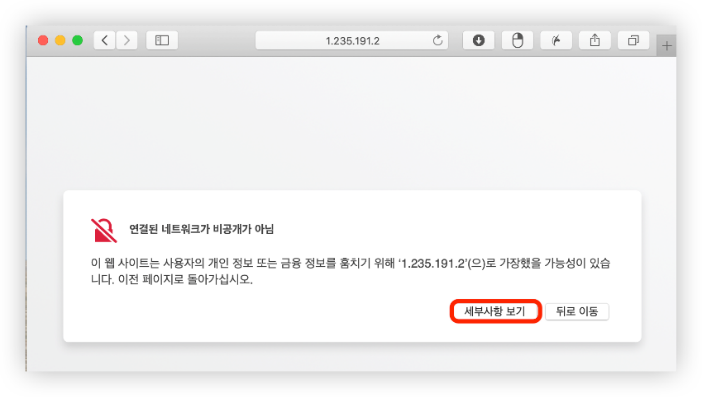 1.235.191.2
연결된 네트워크가 비공개가 아님
이 웹 사이트는 사용자의 개인 정보 또는 금융 정보를 훔치기 위해 ‘1.235.191.2’(으)로 가장했을 가능성이 있습
니다. 이전 페이지로 돌아가십시오.
세부사항 보기 뒤로 이동